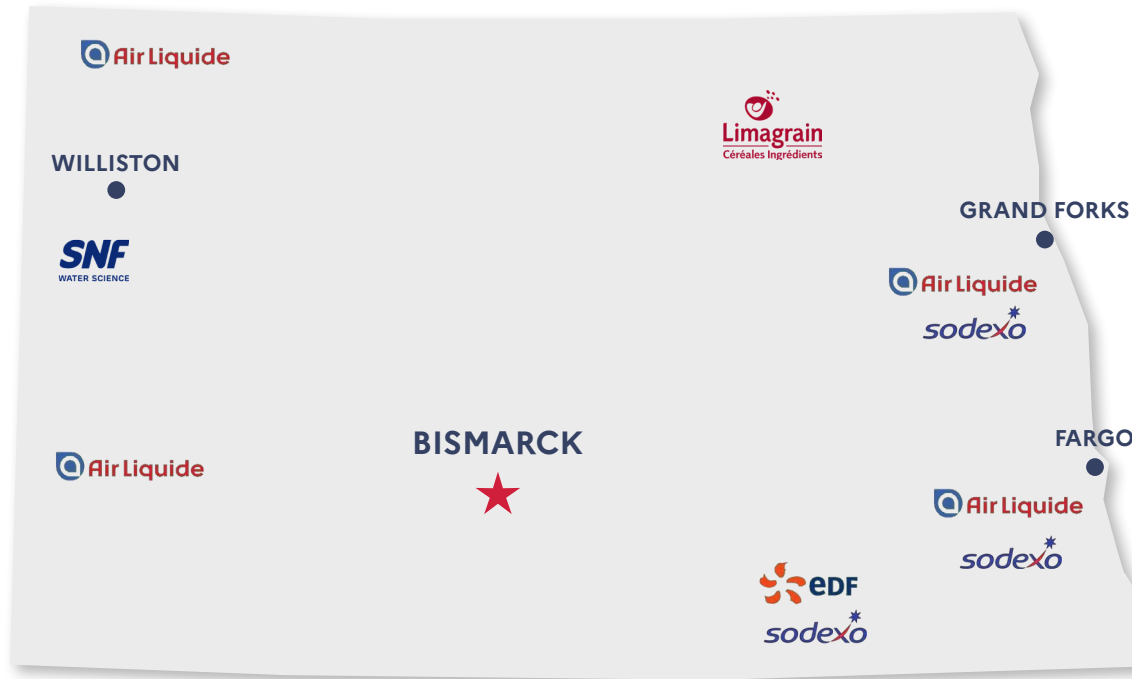 Air Liquide
Limagrain
Céréales Ingrédients
WILLISTON
GRAND FORKS
SNF
WATER SCIENCE
Air Liquide
sodexo
BISMARCK
FARGO
Air Liquide
Air Liquide
sodexo
eDF
sodexo